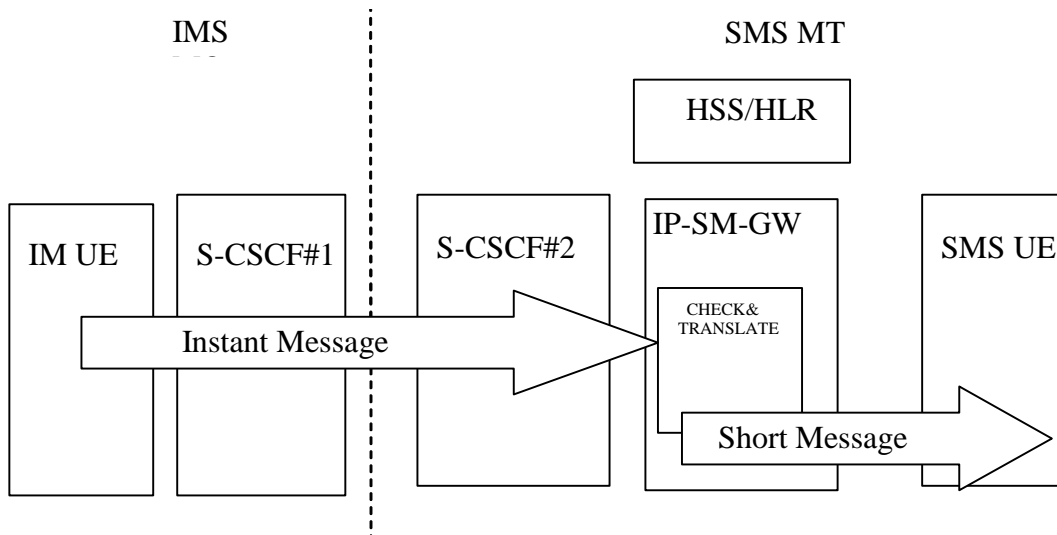 IMS
SMS MT
HSS/HLR
IM UE
S-CSCF#1
S-CSCF#2
IP-SM-GW
SMS UE
CHECK&
TRANSLATE
Instant Message
Short Message